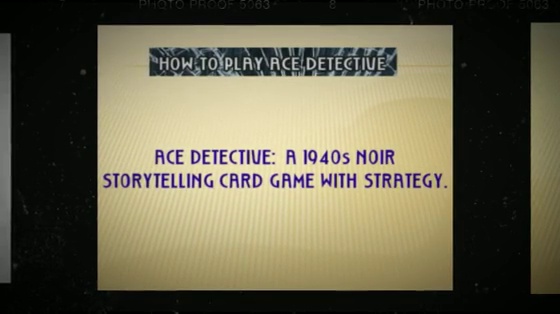 PHOTO PROOF 5063 8 PHOTO PROOF 5063
HOW TO PLAY ACE DETECTIVE
ACE DETECTIVE: A 1940s NOIR
STORYTELLING CARD GAME WITH STRATEGY.